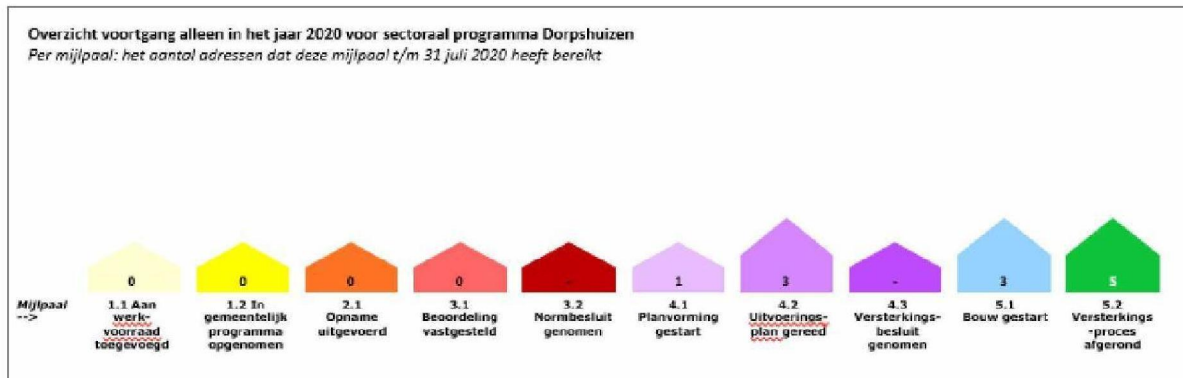 Overzicht voortgang alleen in het jaar 2020 voor sectoraal programma Dorpshuizen
Per mijlpaal: het aantal adressen dat deze mijlpaal t/m 31 juli 2020 heeft bereikt
0 0 0 0 - 1 3 - 3 5
Mijlpaal
-->
1.1 Aan
werk-
voorraad
toegevoegd
1.2 In
gemeentelijk
programma
opgenomen
2.1
Opname
uitgevoerd
3.1
Beoordeling
vastgesteld
3.2
Normbesluit
genomen
4.1
Planvorming
gestart
4.2
Uitvoerings-
plan gereed
4.3
Versterkings-
besluit
genomen
5.1
Bouw gestart
5.2
Versterkings
-proces
afgerond